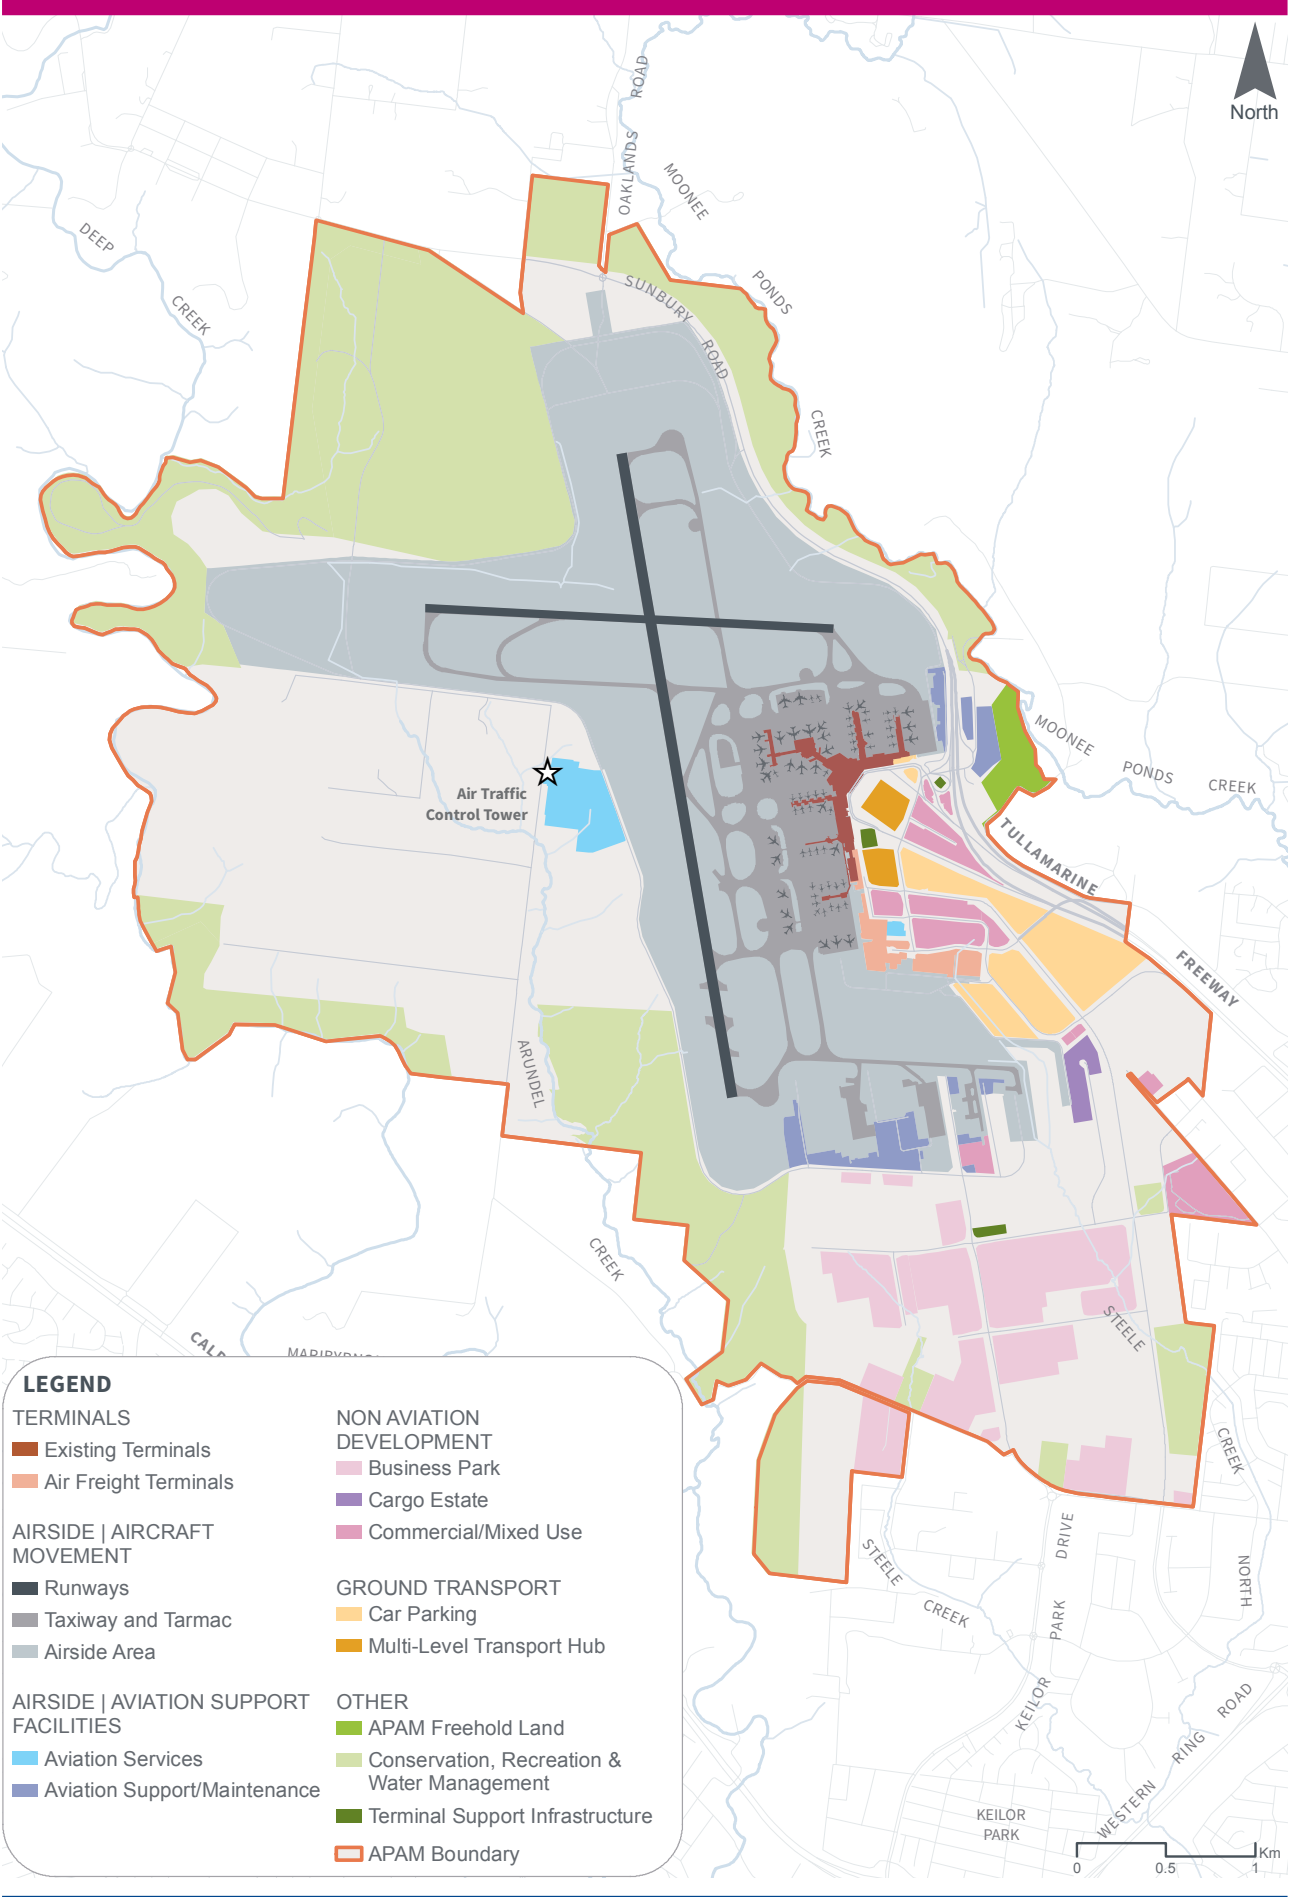 North
OAKLANDS ROAD
MOONEE
PONDS
CREEK
DEEP
CREEK
SUNBURY
ROAD
MOONEE
PONDS
CREEK
Air Traffic
Control Tower
TULLAMARINE
FREEWAY
ARUNDEL
CREEK
STEELE
CREEK
NORTH
STEELE
CREEK
KEILOR
PARK
DRIVE
KEILOR
PARK
WESTERN
RING
ROAD
0
0.5
1
Km
LEGEND
TERMINALS
Existing Terminals
Air Freight Terminals
AIRSIDE | AIRCRAFT
MOVEMENT
Runways
Taxiway and Tarmac
Airside Area
AIRSIDE | AVIATION SUPPORT
FACILITIES
Aviation Services
Aviation Support/Maintenance
NON AVIATION
DEVELOPMENT
Business Park
Cargo Estate
Commercial/Mixed Use
GROUND TRANSPORT
Car Parking
Multi-Level Transport Hub
OTHER
APAM Freehold Land
Conservation, Recreation &
Water Management
Terminal Support Infrastructure
APAM Boundary